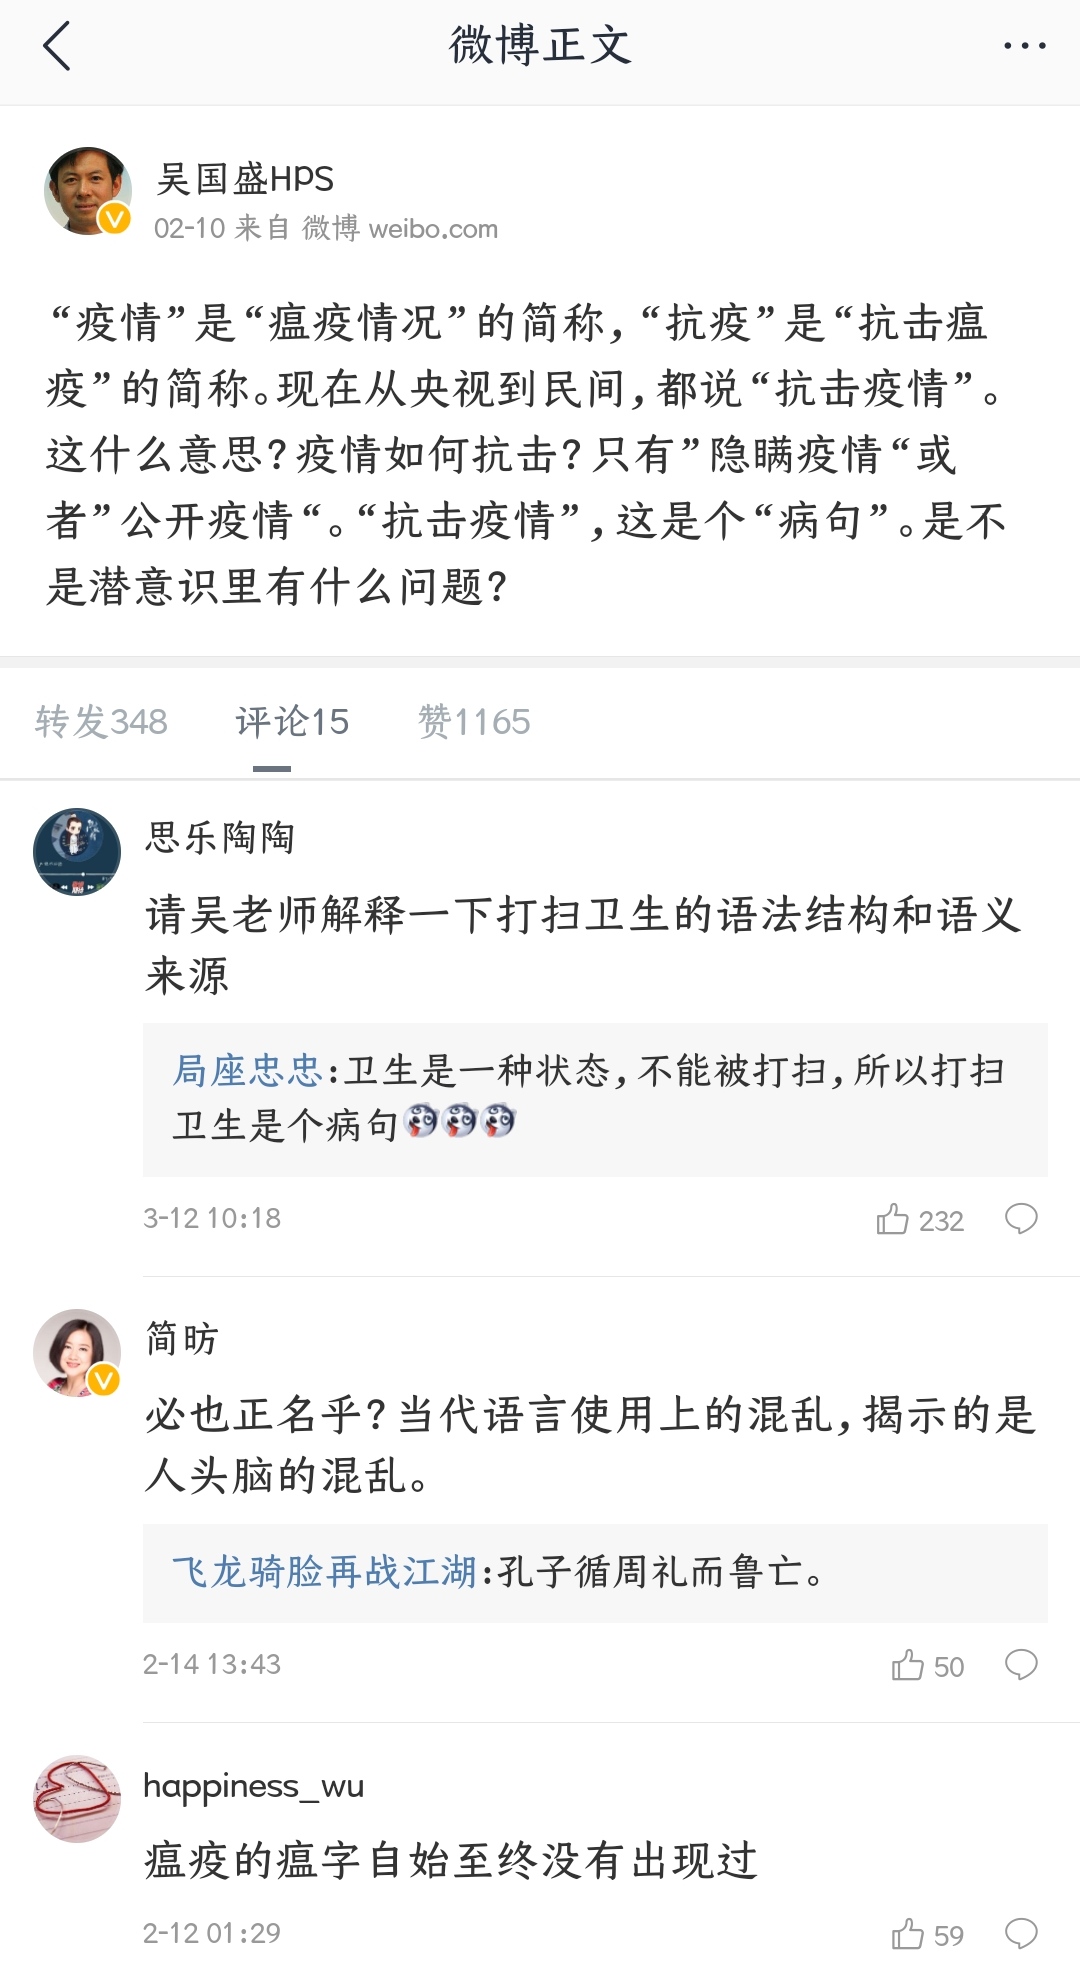 微博正文
吴国盛HPS
02-10 来自 微博 weibo.com
“疫情”是“瘟疫情况”的简称,“抗疫”是“抗击瘟
疫”的简称。现在从央视到民间,都说“抗击疫情”。
这什么意思?疫情如何抗击?只有”隐瞒疫情“或
者”公开疫情“。“抗击疫情”,这是个“病句”。是不
是潜意识里有什么问题?
转发348 评论15 赞1165
思乐陶陶
请吴老师解释一下打扫卫生的语法结构和语义
来源
局座忠忠:卫生是一种状态,不能被打扫,所以打扫
卫生是个病句
3-12 10:18 232
简昉
必也正名乎?当代语言使用上的混乱,揭示的是
人头脑的混乱。
飞龙骑脸再战江湖:孔子循周礼而鲁亡。
2-14 13:43 50
happiness_wu
瘟疫的瘟字自始至终没有出现过
2-12 01:29 59